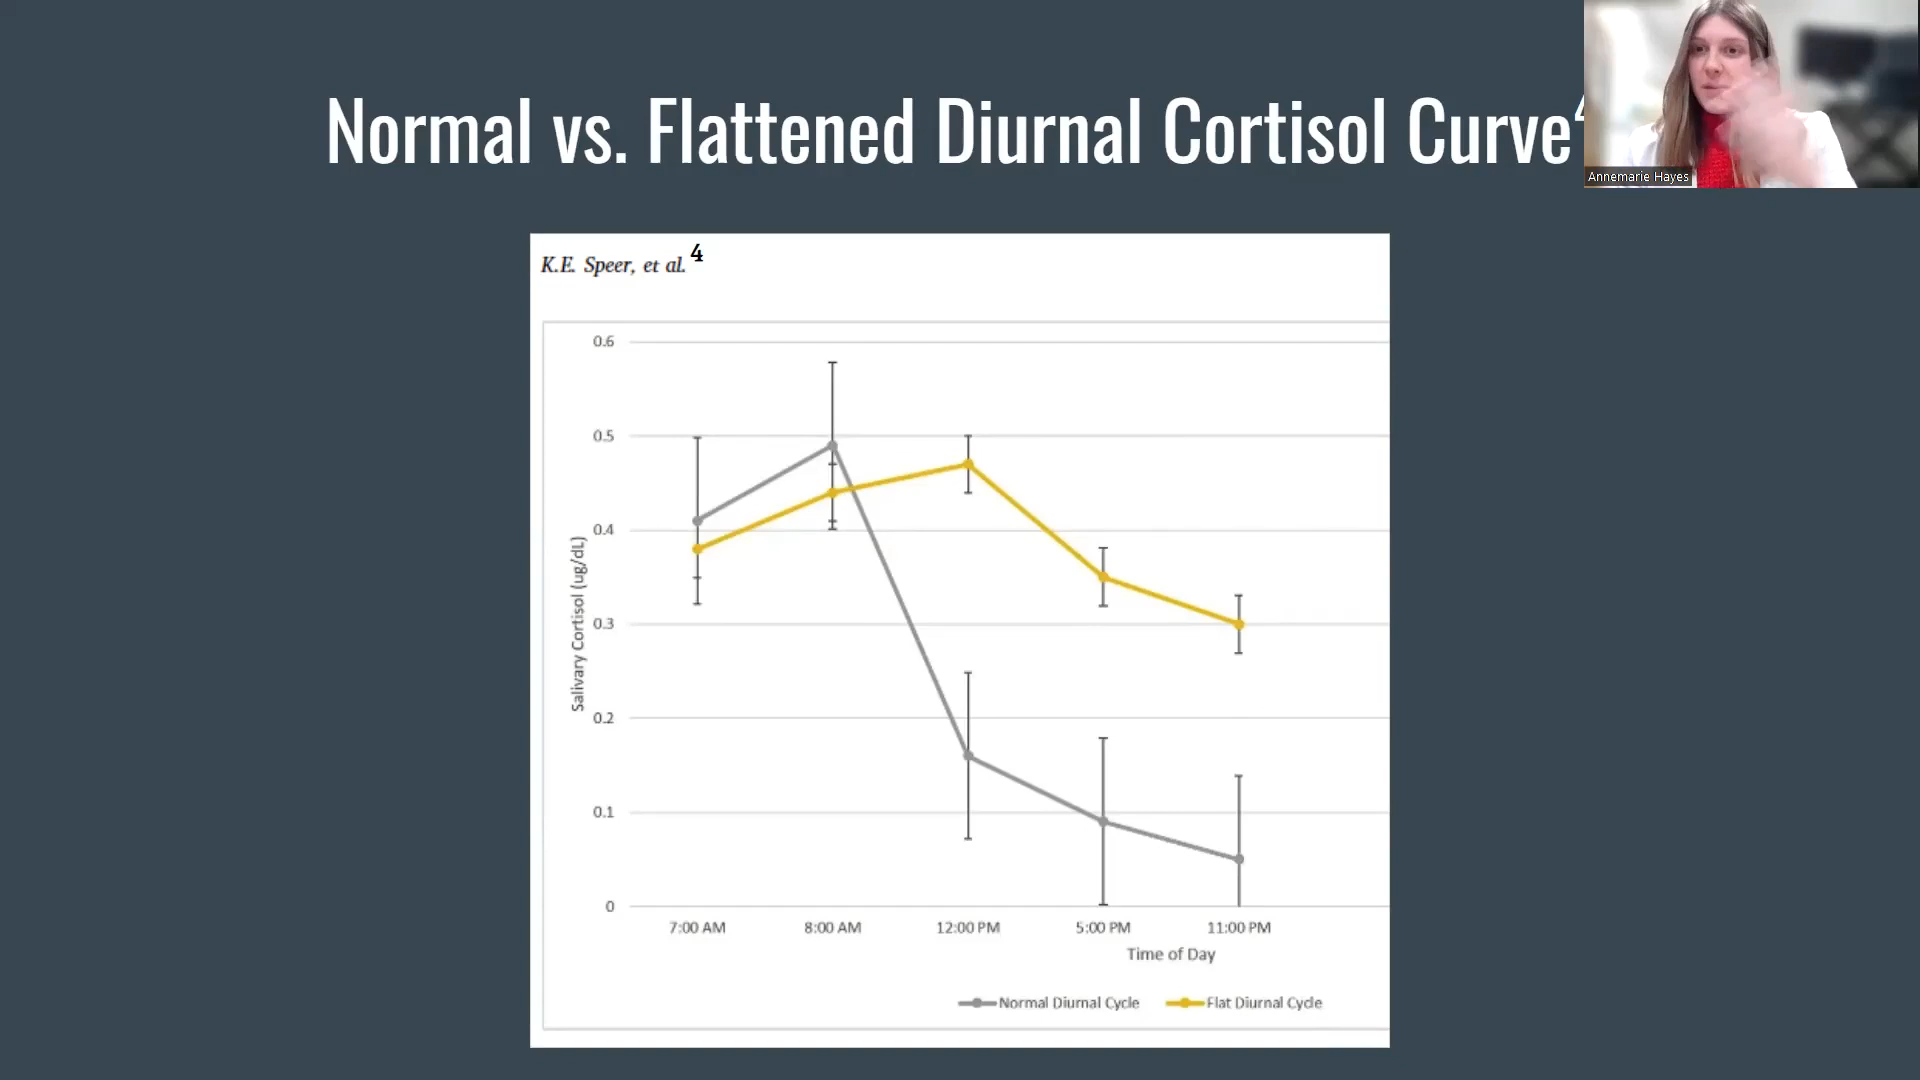 Normal vs. Flattened Diurnal Cortisol Curve⁴
Annemarie Hayes
K.E. Speer, et al. 4
0.6
0.5
0.4
0.3
0.2
0.1
0
Salivary Cortisol (ug/dL)
7:00 AM 8:00 AM 12:00 PM 5:00 PM 11:00 PM
Time of Day
Normal Diurnal Cycle Flat Diurnal Cycle